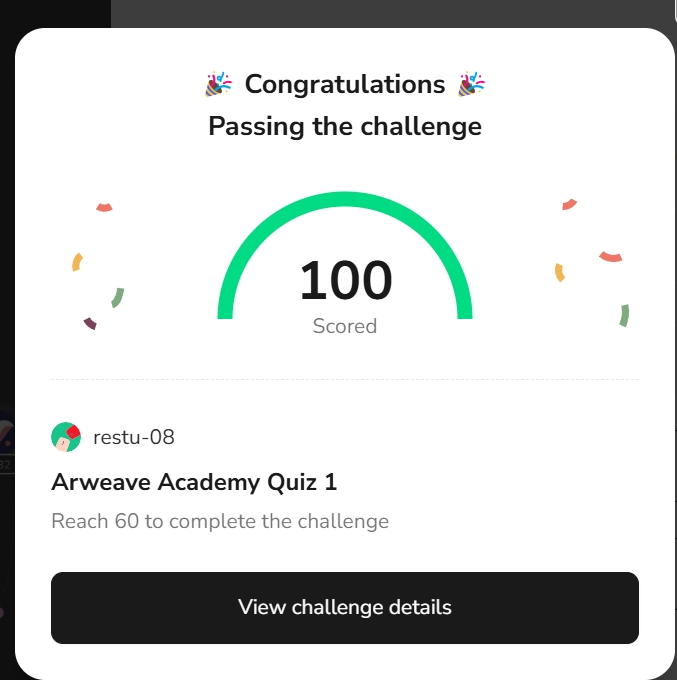 Congratulations
Passing the challenge
100
Scored
restu-08
Arweave Academy Quiz 1
Reach 60 to complete the challenge
View challenge details